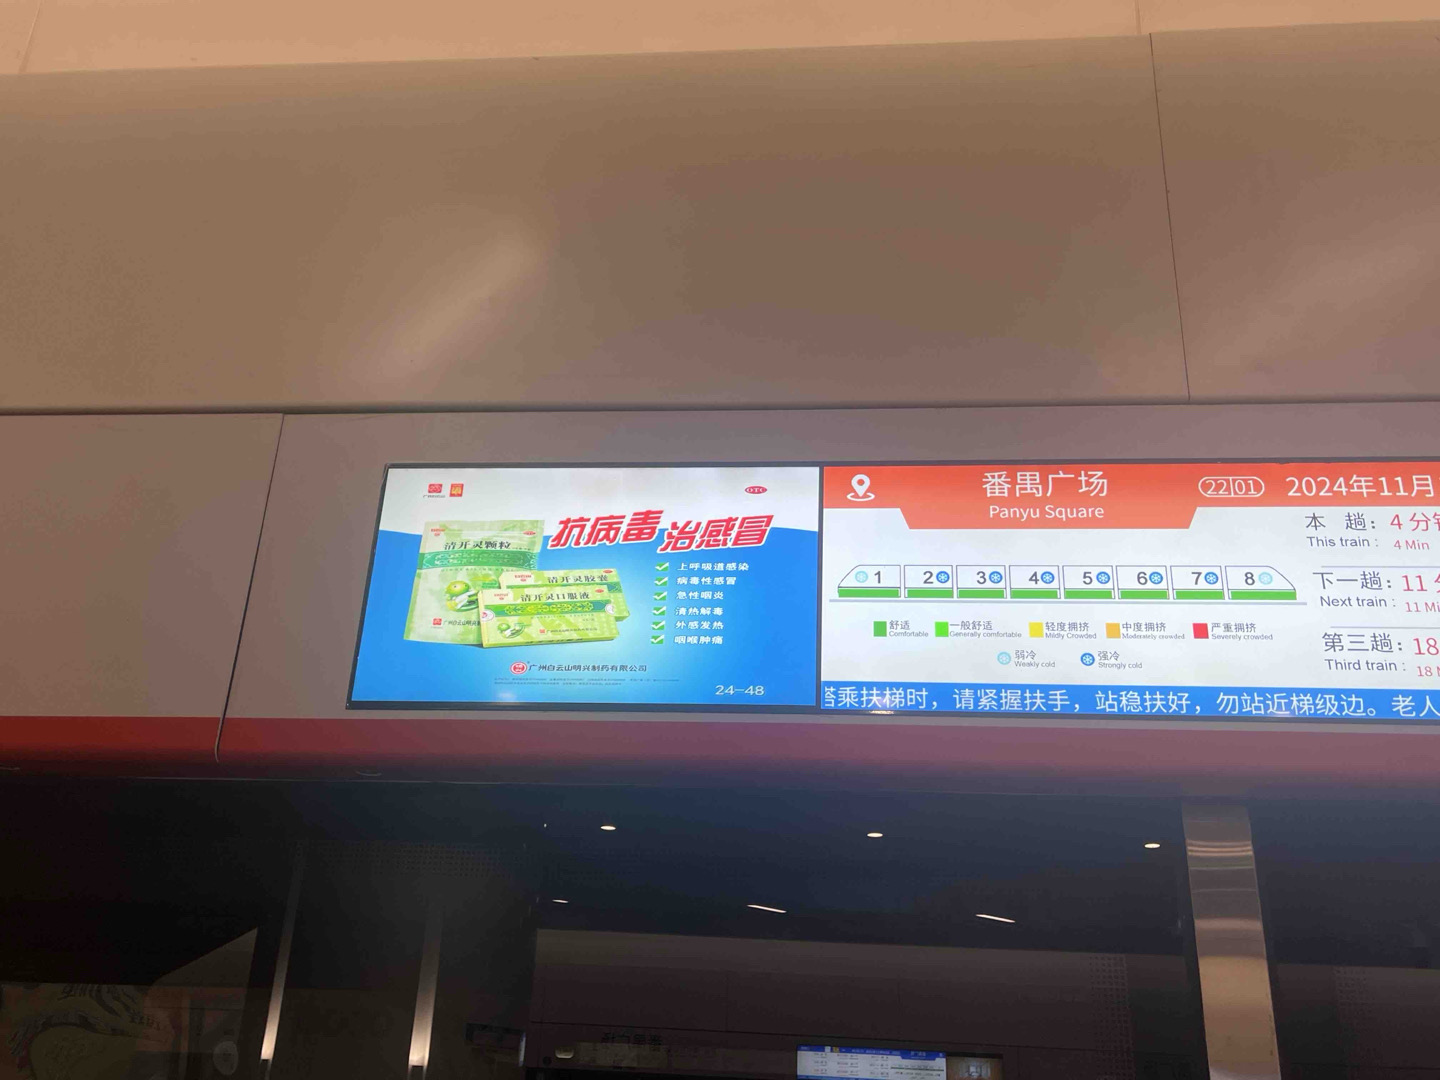 OTC
抗病毒 治感冒
清开灵颗粒
清开灵胶囊
清开灵口服液
上呼吸道感染
病毒性感冒
急性咽炎
清热解毒
外感发热
咽喉肿痛
广州白云山明兴制药有限公司
24-48
番禺广场
Panyu Square
22|01
2024年11月
本 趟：4 分
This train : 4 Min
1 2 3 4 5 6 7 8
下一趟：11
Next train : 11
舒适
Comfortable
一般舒适
Generally comfortable
轻度拥挤
Mildly Crowded
中度拥挤
Moderately crowded
严重拥挤
Severely crowded
弱冷
Weakly cold
强冷
Strongly cold
第三趟：18
Third train : 18
搭乘扶梯时，请紧握扶手，站稳扶好，勿站近梯级边。老人